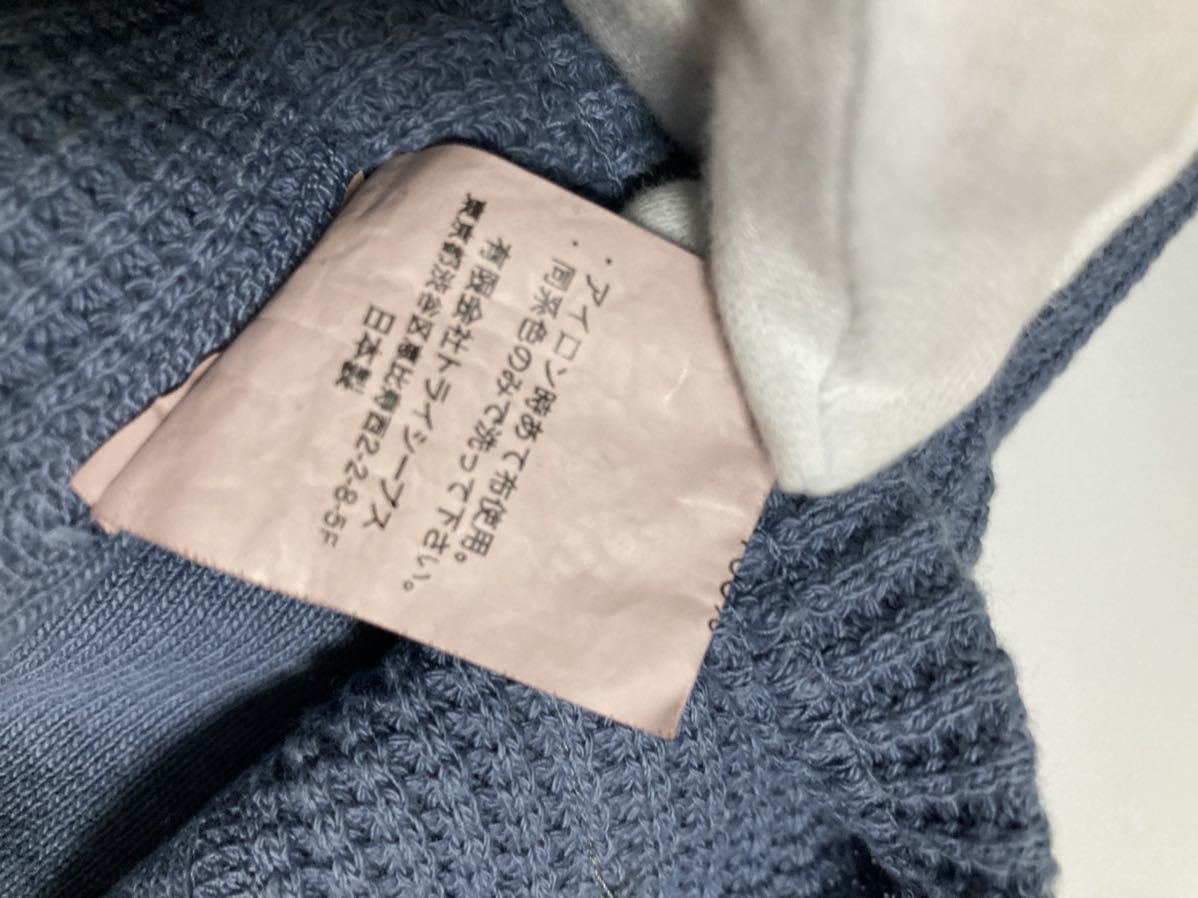 ・アイロン時あて布使用。
・同系色のみで洗って下さい。
有限会社トライシープス
東京都渋谷区恵比寿西2-2-8-5F
日本製